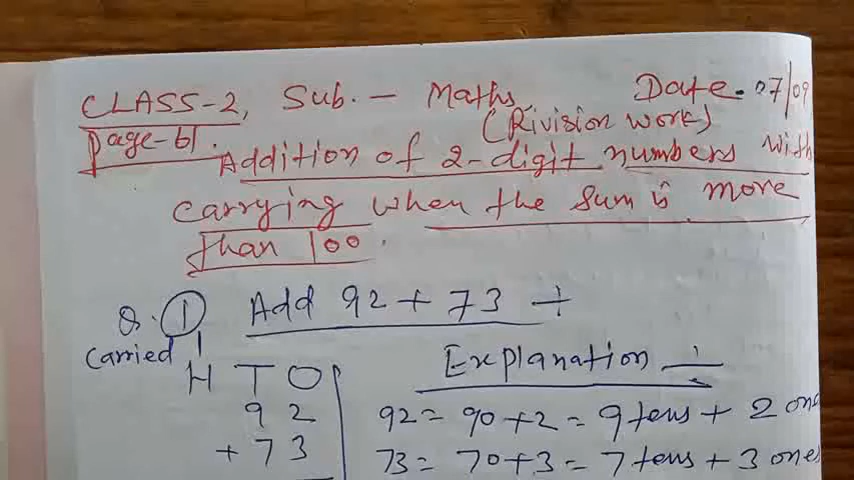 CLASS-2, Sub. - Maths Date. 07/09
Page-61. (Rivision work)
Addition of 2-digit numbers with
carrying when the sum is more
than 100.
Q. 1 Add 92 + 73 ÷
carried 1 Explanation ÷
H T O
9 2 92 = 90+2 = 9 tens + 2 one
+ 7 3 73 = 70+3 = 7 tens + 3 ones